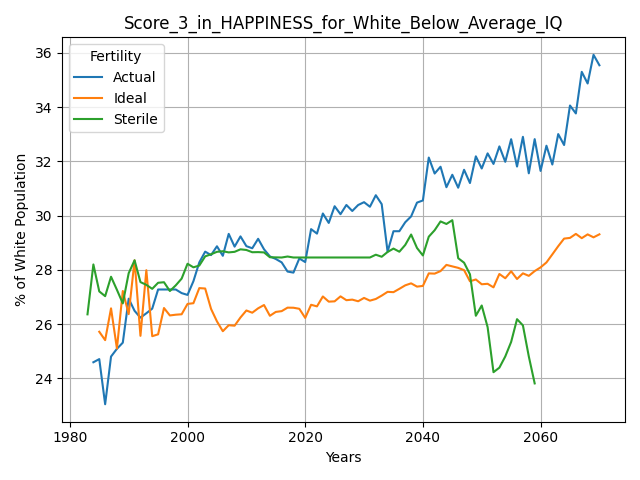 Score_3_in_HAPPINESS_for_White_Below_Average_IQ
Fertility
Actual
Ideal
Sterile
% of White Population
36
34
32
30
28
26
24
1980
2000
2020
2040
2060
Years